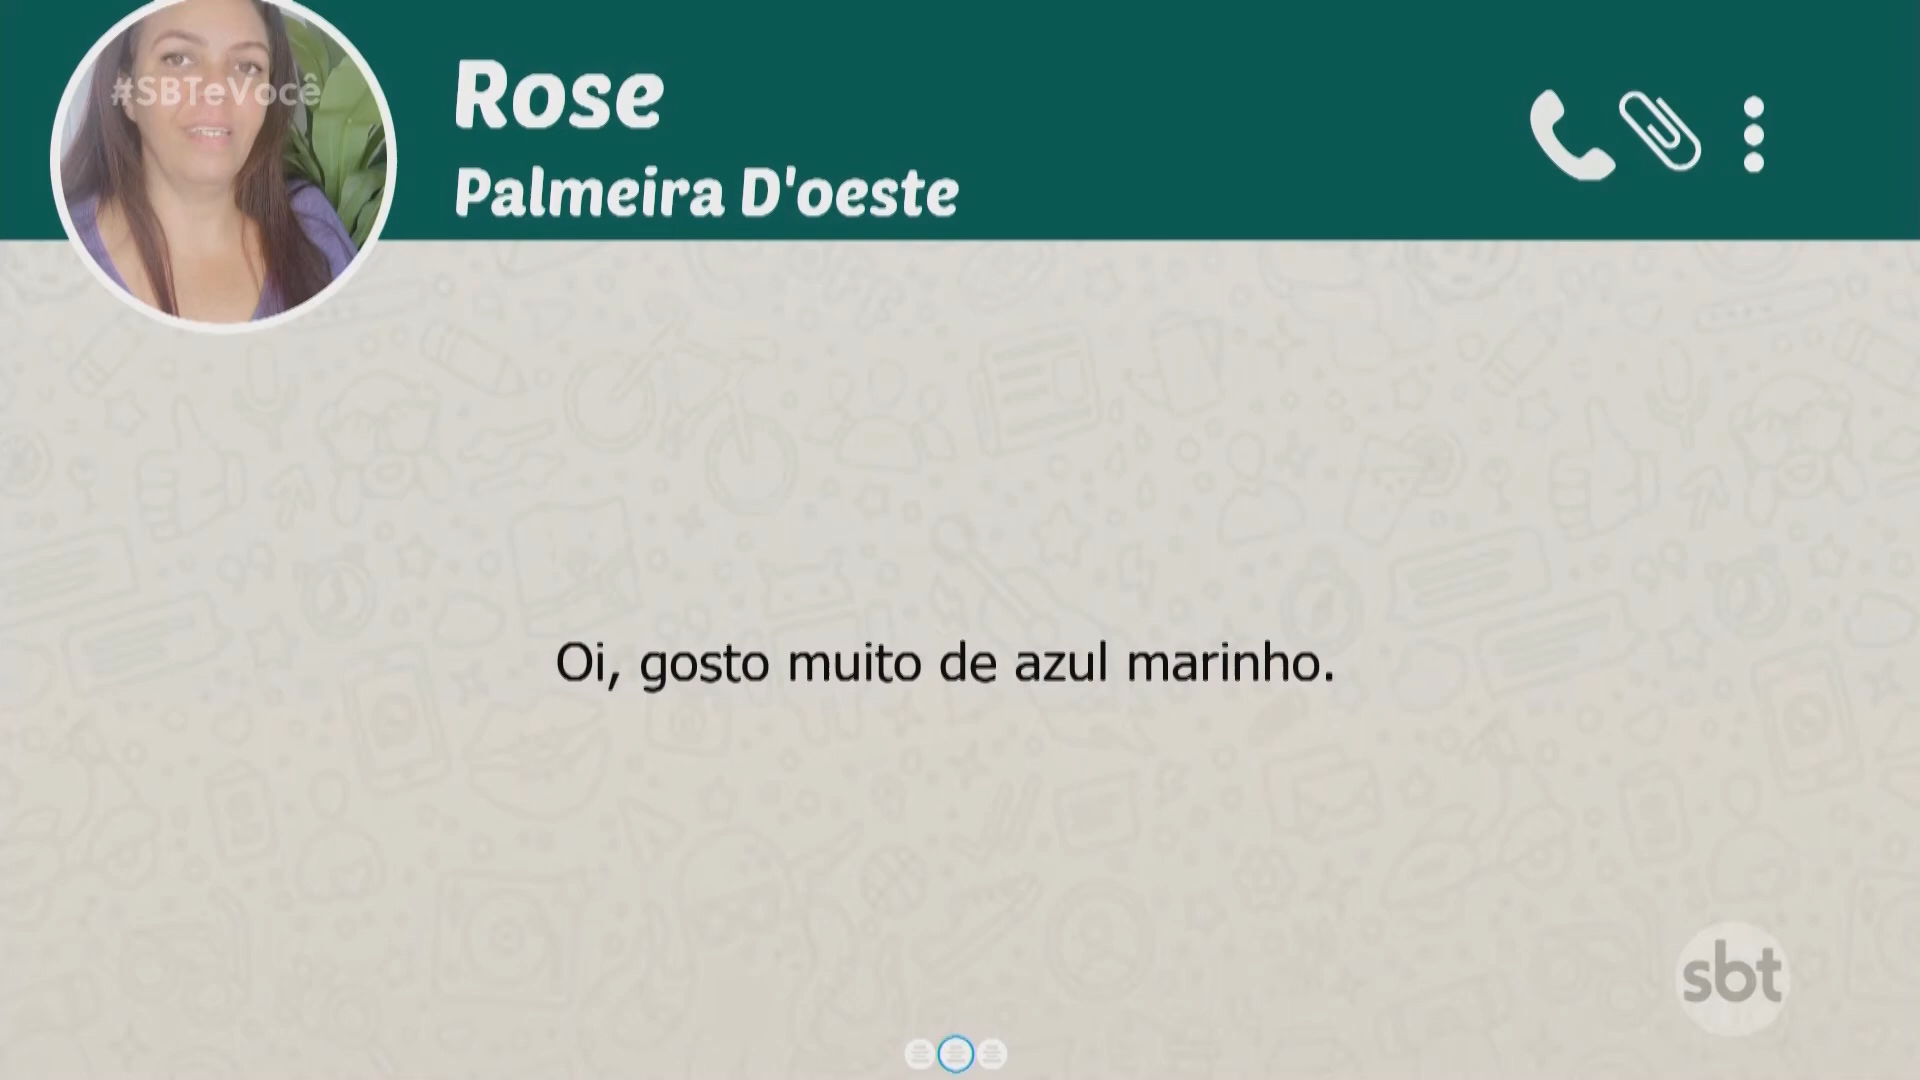 #SBTeVocê
Rose
Palmeira D'oeste
Oi, gosto muito de azul marinho.
sbt